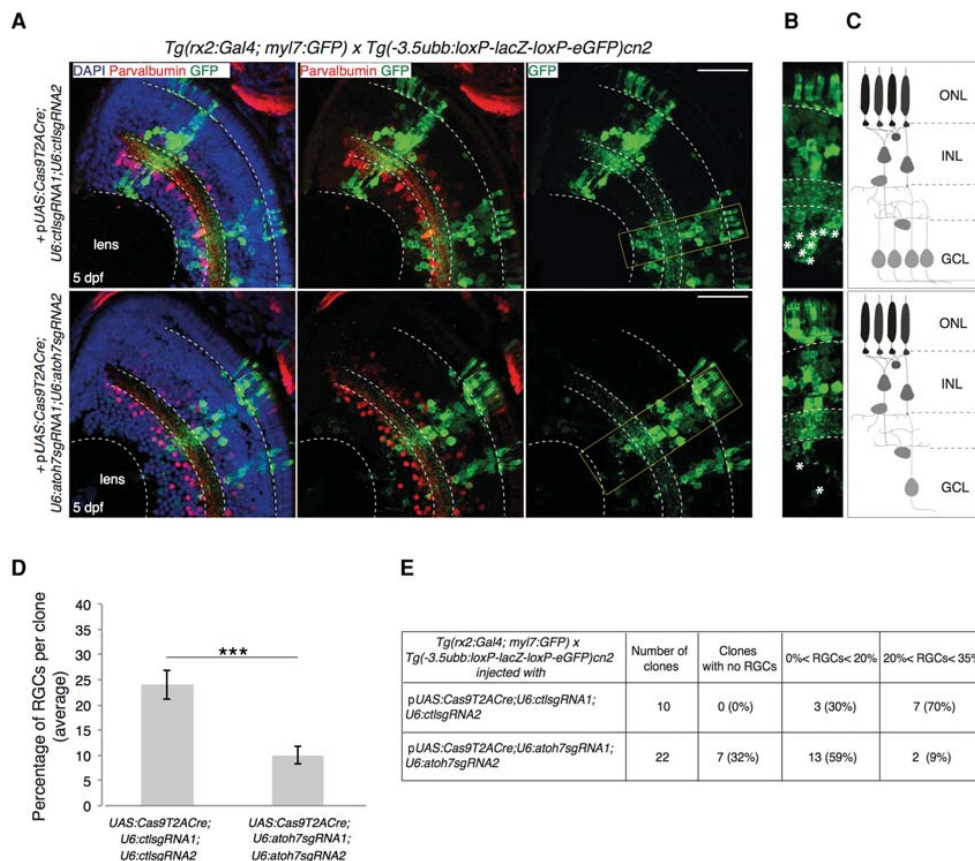 A
B
C
Tg(rx2:Gal4; myl7:GFP) x Tg(-3.5ubb:loxP-lacZ-loxP-eGFP)cn2
+ pUAS:Cas9T2ACre;
U6:ctlsgRNA1;U6:ctlsgRNA2
DAPI Parvalbumin GFP
Parvalbumin GFP
GFP
lens
5 dpf
ONL
INL
GCL
+ pUAS:Cas9T2ACre;
U6:atoh7sgRNA1;U6:atoh7sgRNA2
lens
5 dpf
ONL
INL
GCL
D
Percentage of RGCs per clone
(average)
40
35
30
25
20
15
10
5
0
***
UAS:Cas9T2ACre;
U6:ctlsgRNA1;
U6:ctlsgRNA2
UAS:Cas9T2ACre;
U6:atoh7sgRNA1;
U6:atoh7sgRNA2
E
Tg(rx2:Gal4; myl7:GFP) x
Tg(-3.5ubb:loxP-lacZ-loxP-eGFP)cn2
injected with
Number of
clones
Clones
with no RGCs
0%< RGCs< 20%
20%< RGCs< 35%
pUAS:Cas9T2ACre;U6:ctlsgRNA1;
U6:ctlsgRNA2
10
0 (0%)
3 (30%)
7 (70%)
pUAS:Cas9T2ACre;U6:atoh7sgRNA1;
U6:atoh7sgRNA2
22
7 (32%)
13 (59%)
2 (9%)